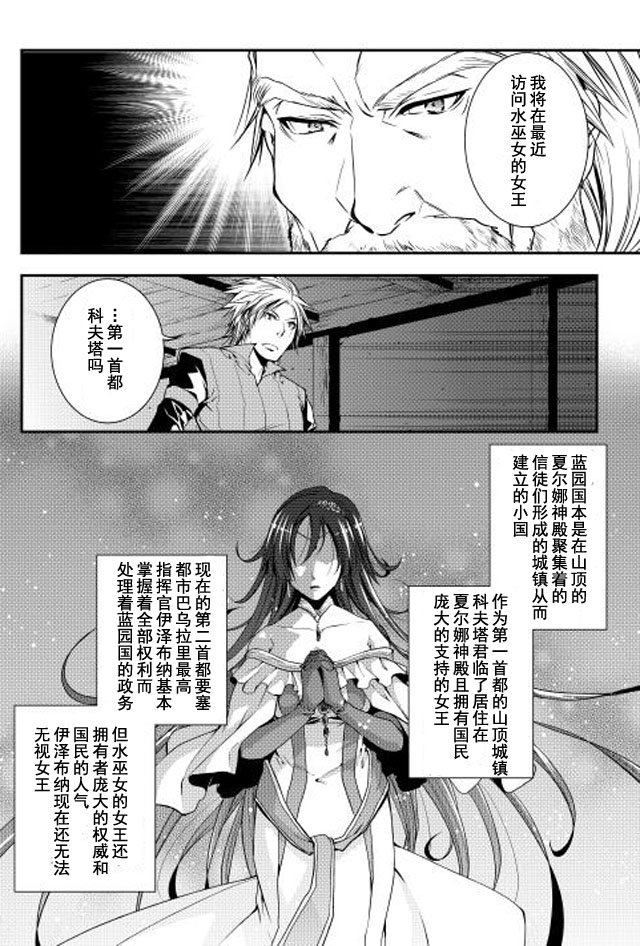 我将在最近
访问水巫女的女王
…第一首都
科夫塔吗
蓝园国本是在山顶的
夏尔娜神殿聚集着的
信徒们形成的城镇从而
建立的小国
作为第一首都的山顶城镇
科夫塔君临了居住在
夏尔娜神殿且拥有国民
庞大的支持的女王
现在的第二首都要塞
都市巴乌拉里最高
指挥官伊泽布纳基本
掌握着全部权利而
处理着蓝园国的政务
但水巫女的女王还
拥有者庞大的权威和
国民的人气
伊泽布纳现在还无法
无视女王